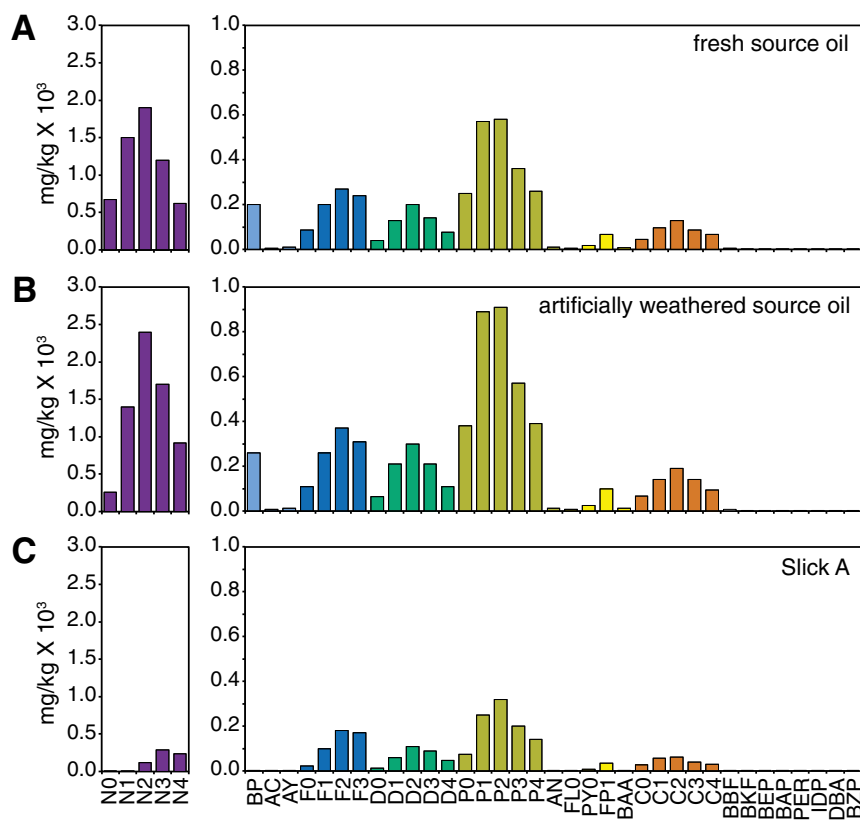 A
mg/kg X 10³
3.0
2.5
2.0
1.5
1.0
0.5
0.0
1.0
0.8
0.6
0.4
0.2
0.0
fresh source oil
B
mg/kg X 10³
3.0
2.5
2.0
1.5
1.0
0.5
0.0
1.0
0.8
0.6
0.4
0.2
0.0
artificially weathered source oil
C
mg/kg X 10³
3.0
2.5
2.0
1.5
1.0
0.5
0.0
1.0
0.8
0.6
0.4
0.2
0.0
Slick A
N0
N1
N2
N3
N4
BP
AC
AY
F0
F1
F2
F3
D0
D1
D2
D3
D4
P0
P1
P2
P3
P4
AN
FL0
PY0
FP1
BAA
C0
C1
C2
C3
C4
BBF
BKF
BEP
BAP
PER
IDP
DBA
BZP